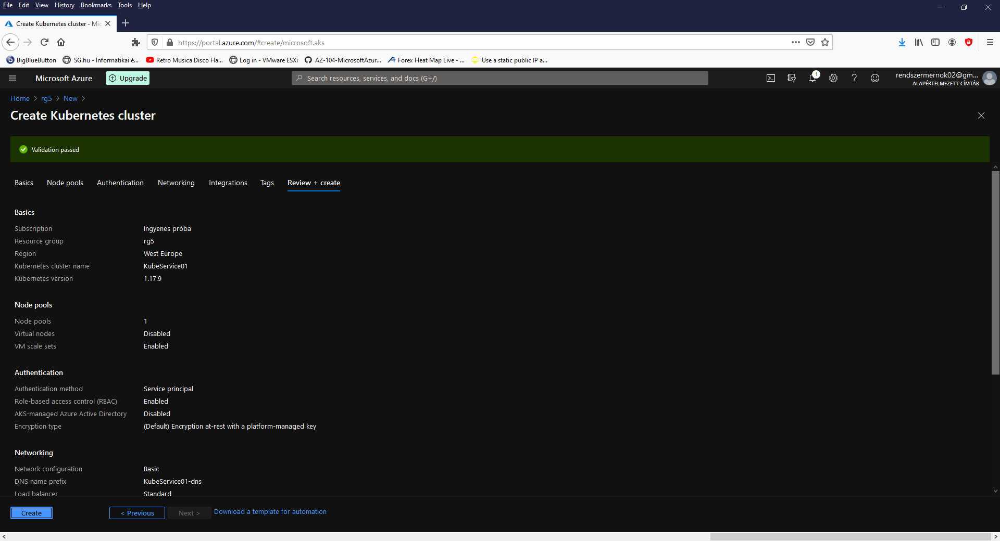 File Edit View History Bookmarks Tools Help
Create Kubernetes cluster - Mic
https://portal.azure.com/#create/microsoft.aks
BigBlueButton SG.hu - Informatikai é... Retro Musica Disco Ha... Log in - VMware ESXi AZ-104-MicrosoftAzur... Forex Heat Map Live - ... Use a static public IP a...
Microsoft Azure Upgrade Search resources, services, and docs (G+/) 1 rendszermernok02@gm...
ALAPÉRTELMEZETT CÍMTÁR
Home > rg5 > New >
Create Kubernetes cluster
Validation passed
Basics Node pools Authentication Networking Integrations Tags Review + create
Basics
Subscription Ingyenes próba
Resource group rg5
Region West Europe
Kubernetes cluster name KubeService01
Kubernetes version 1.17.9
Node pools
Node pools 1
Virtual nodes Disabled
VM scale sets Enabled
Authentication
Authentication method Service principal
Role-based access control (RBAC) Enabled
AKS-managed Azure Active Directory Disabled
Encryption type (Default) Encryption at-rest with a platform-managed key
Networking
Network configuration Basic
DNS name prefix KubeService01-dns
Load balancer Standard
Create < Previous Next > Download a template for automation